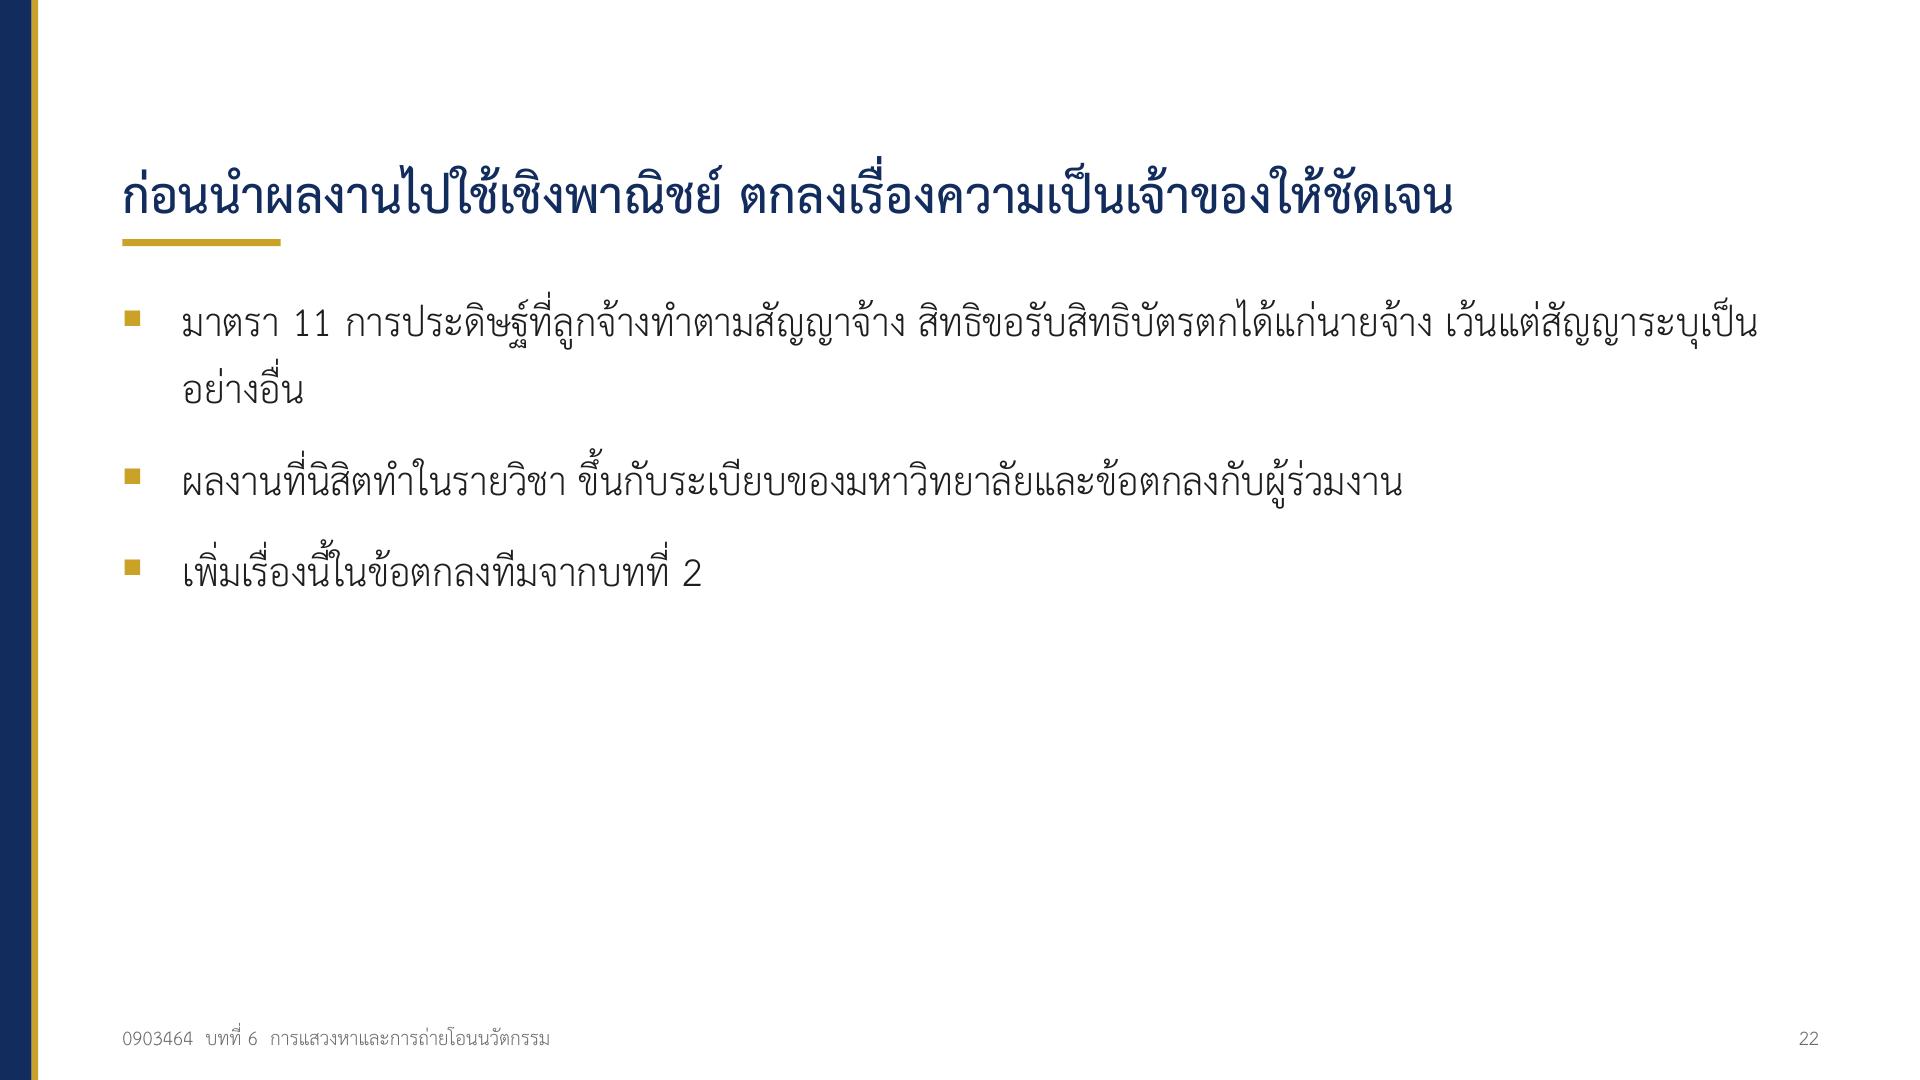 ก่อนนำผลงานไปใช้เชิงพาณิชย์ ตกลงเรื่องความเป็นเจ้าของให้ชัดเจน
มาตรา 11 การประดิษฐ์ที่ลูกจ้างทำตามสัญญาจ้าง สิทธิขอรับสิทธิบัตรตกได้แก่นายจ้าง เว้นแต่สัญญาระบุเป็น
อย่างอื่น
ผลงานที่นิสิตทำในรายวิชา ขึ้นกับระเบียบของมหาวิทยาลัยและข้อตกลงกับผู้ร่วมงาน
เพิ่มเรื่องนี้ในข้อตกลงทีมจากบทที่ 2
0903464 บทที่ 6 การแสวงหาและการถ่ายโอนนวัตกรรม
22